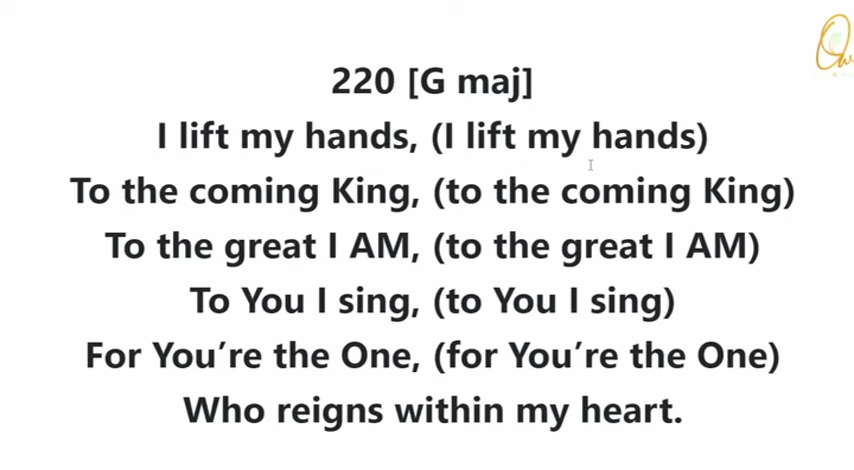 220 [G maj]
I lift my hands, (I lift my hands)
To the coming King, (to the coming King)
To the great I AM, (to the great I AM)
To You I sing, (to You I sing)
For You’re the One, (for You’re the One)
Who reigns within my heart.